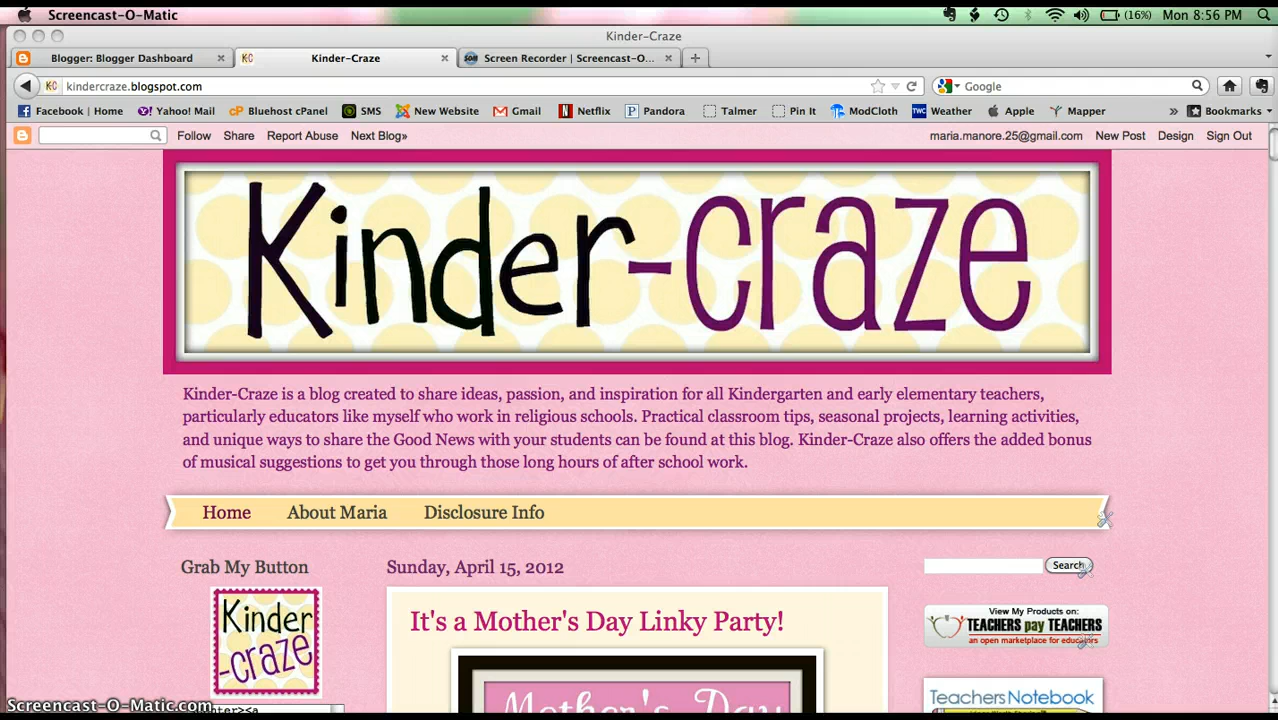 Screencast-O-Matic
(16%) Mon 8:56 PM
Kinder-Craze
Blogger: Blogger Dashboard
Kinder-Craze
Screen Recorder | Screencast-O...
kindercraze.blogspot.com
Google
Facebook | Home
Yahoo! Mail
Bluehost cPanel
SMS
New Website
Gmail
Netflix
Pandora
Talmer
Pin It
ModCloth
Weather
Apple
Mapper
Bookmarks
Follow Share Report Abuse Next Blog»
maria.manore.25@gmail.com New Post Design Sign Out
Kinder-craze
Kinder-Craze is a blog created to share ideas, passion, and inspiration for all Kindergarten and early elementary teachers,
particularly educators like myself who work in religious schools. Practical classroom tips, seasonal projects, learning activities,
and unique ways to share the Good News with your students can be found at this blog. Kinder-Craze also offers the added bonus
of musical suggestions to get you through those long hours of after school work.
Home About Maria Disclosure Info
Grab My Button
Kinder
-craze
Sunday, April 15, 2012
It's a Mother's Day Linky Party!
Mother's Day
Search
View My Products on:
TEACHERS PAY TEACHERS
an open marketplace for educators
TeachersNotebook
Screencast-O-Matic.com